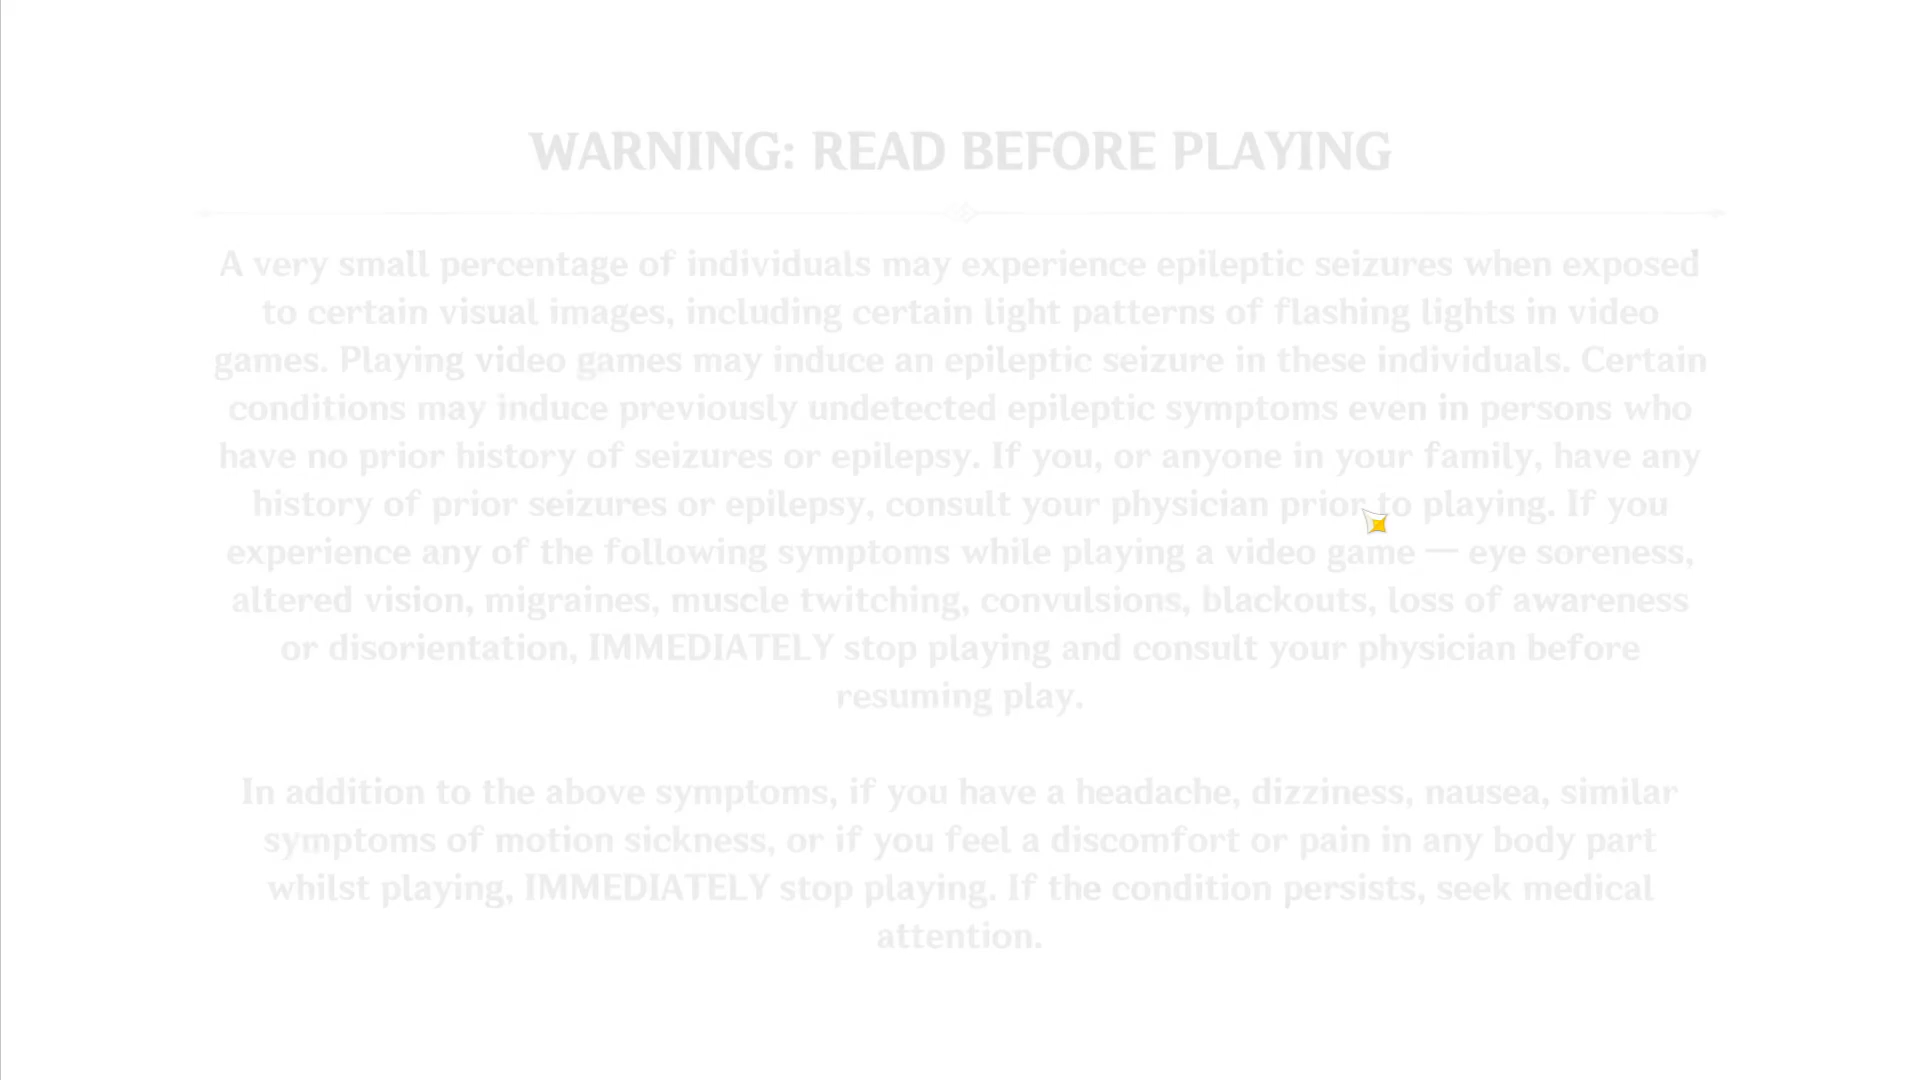 WARNING: READ BEFORE PLAYING
A very small percentage of individuals may experience epileptic seizures when exposed
to certain visual images, including certain light patterns of flashing lights in video
games. Playing video games may induce an epileptic seizure in these individuals. Certain
conditions may induce previously undetected epileptic symptoms even in persons who
have no prior history of seizures or epilepsy. If you, or anyone in your family, have any
history of prior seizures or epilepsy, consult your physician prior to playing. If you
experience any of the following symptoms while playing a video game — eye soreness,
altered vision, migraines, muscle twitching, convulsions, blackouts, loss of awareness
or disorientation, IMMEDIATELY stop playing and consult your physician before
resuming play.
In addition to the above symptoms, if you have a headache, dizziness, nausea, similar
symptoms of motion sickness, or if you feel a discomfort or pain in any body part
whilst playing, IMMEDIATELY stop playing. If the condition persists, seek medical
attention.